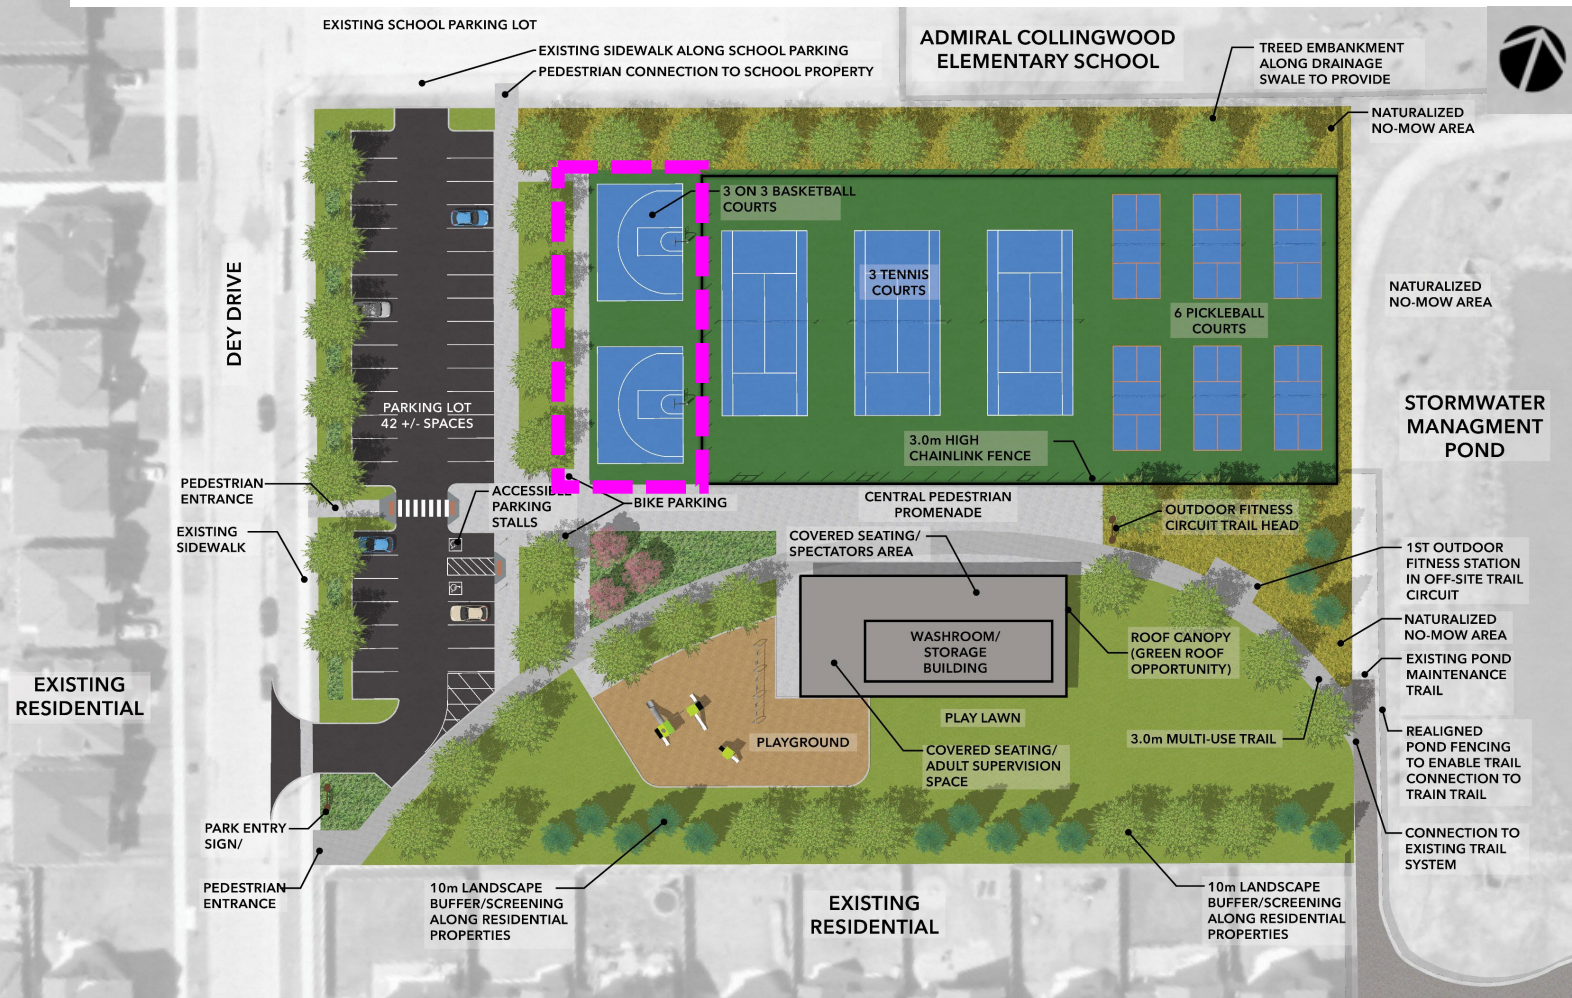 EXISTING SCHOOL PARKING LOT
EXISTING SIDEWALK ALONG SCHOOL PARKING
PEDESTRIAN CONNECTION TO SCHOOL PROPERTY
ADMIRAL COLLINGWOOD
ELEMENTARY SCHOOL
TREED EMBANKMENT
ALONG DRAINAGE
SWALE TO PROVIDE
NATURALIZED
NO-MOW AREA
3 ON 3 BASKETBALL
COURTS
3 TENNIS
COURTS
6 PICKLEBALL
COURTS
NATURALIZED
NO-MOW AREA
DEY DRIVE
PARKING LOT
42 +/- SPACES
STORMWATER
MANAGMENT
POND
3.0m HIGH
CHAINLINK FENCE
PEDESTRIAN
ENTRANCE
ACCESSIBLE
PARKING
STALLS
BIKE PARKING
CENTRAL PEDESTRIAN
PROMENADE
OUTDOOR FITNESS
CIRCUIT TRAIL HEAD
EXISTING
SIDEWALK
COVERED SEATING/
SPECTATORS AREA
1ST OUTDOOR
FITNESS STATION
IN OFF-SITE TRAIL
CIRCUIT
NATURALIZED
NO-MOW AREA
WASHROOM/
STORAGE
BUILDING
ROOF CANOPY
(GREEN ROOF
OPPORTUNITY)
EXISTING POND
MAINTENANCE
TRAIL
EXISTING
RESIDENTIAL
PLAY LAWN
PLAYGROUND
3.0m MULTI-USE TRAIL
REALIGNED
POND FENCING
TO ENABLE TRAIL
CONNECTION TO
TRAIN TRAIL
COVERED SEATING/
ADULT SUPERVISION
SPACE
PARK ENTRY
SIGN/
CONNECTION TO
EXISTING TRAIL
SYSTEM
PEDESTRIAN
ENTRANCE
10m LANDSCAPE
BUFFER/SCREENING
ALONG RESIDENTIAL
PROPERTIES
EXISTING
RESIDENTIAL
10m LANDSCAPE
BUFFER/SCREENING
ALONG RESIDENTIAL
PROPERTIES